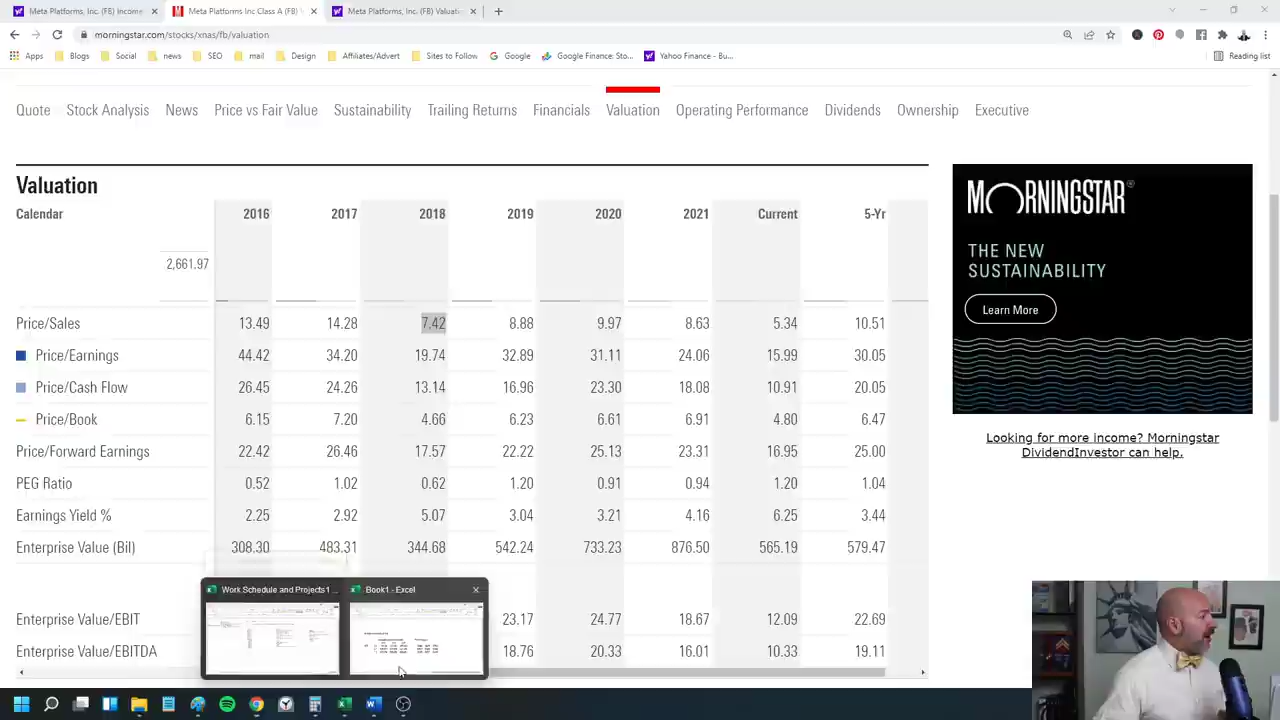 Meta Platforms, Inc. (FB) Income
Meta Platforms Inc Class A (FB)
Meta Platforms, Inc (FB) Valuati
morningstar.com/stocks/xnas/fb/valuation
Apps Blogs Social news SEO mail Design Affiliates/Advert Sites to Follow Google Google Finance: Sto... Yahoo Finance - Bu... Reading list
Quote Stock Analysis News Price vs Fair Value Sustainability Trailing Returns Financials Valuation Operating Performance Dividends Ownership Executive
Valuation
Calendar 2016 2017 2018 2019 2020 2021 Current 5-Yr
2,661.97
Price/Sales 13.49 14.28 7.42 8.88 9.97 8.63 5.34 10.51
Price/Earnings 44.42 34.20 19.74 32.89 31.11 24.06 15.99 30.05
Price/Cash Flow 26.45 24.26 13.14 16.96 23.30 18.08 10.91 20.05
Price/Book 6.15 7.20 4.66 6.23 6.61 6.91 4.80 6.47
Price/Forward Earnings 22.42 26.46 17.57 22.22 25.13 23.31 16.95 25.00
PEG Ratio 0.52 1.02 0.62 1.20 0.91 0.94 1.20 1.04
Earnings Yield % 2.25 2.92 5.07 3.04 3.21 4.16 6.25 3.44
Enterprise Value (Bil) 308.30 483.31 344.68 542.24 733.23 876.50 565.19 579.47
Enterprise Value/EBIT 23.17 24.77 18.67 12.09 22.69
Enterprise Value/EBITDA 18.76 20.33 16.01 10.33 19.11
Work Schedule and Projects1 ...
Book1 - Excel
MORNINGSTAR®
THE NEW
SUSTAINABILITY
Learn More
Looking for more income? Morningstar
DividendInvestor can help.